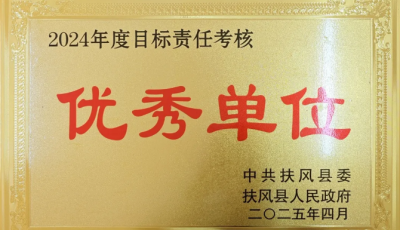 2024年度目标责任考核
优秀单位
中共扶风县委
扶风县人民政府
二〇二五年四月